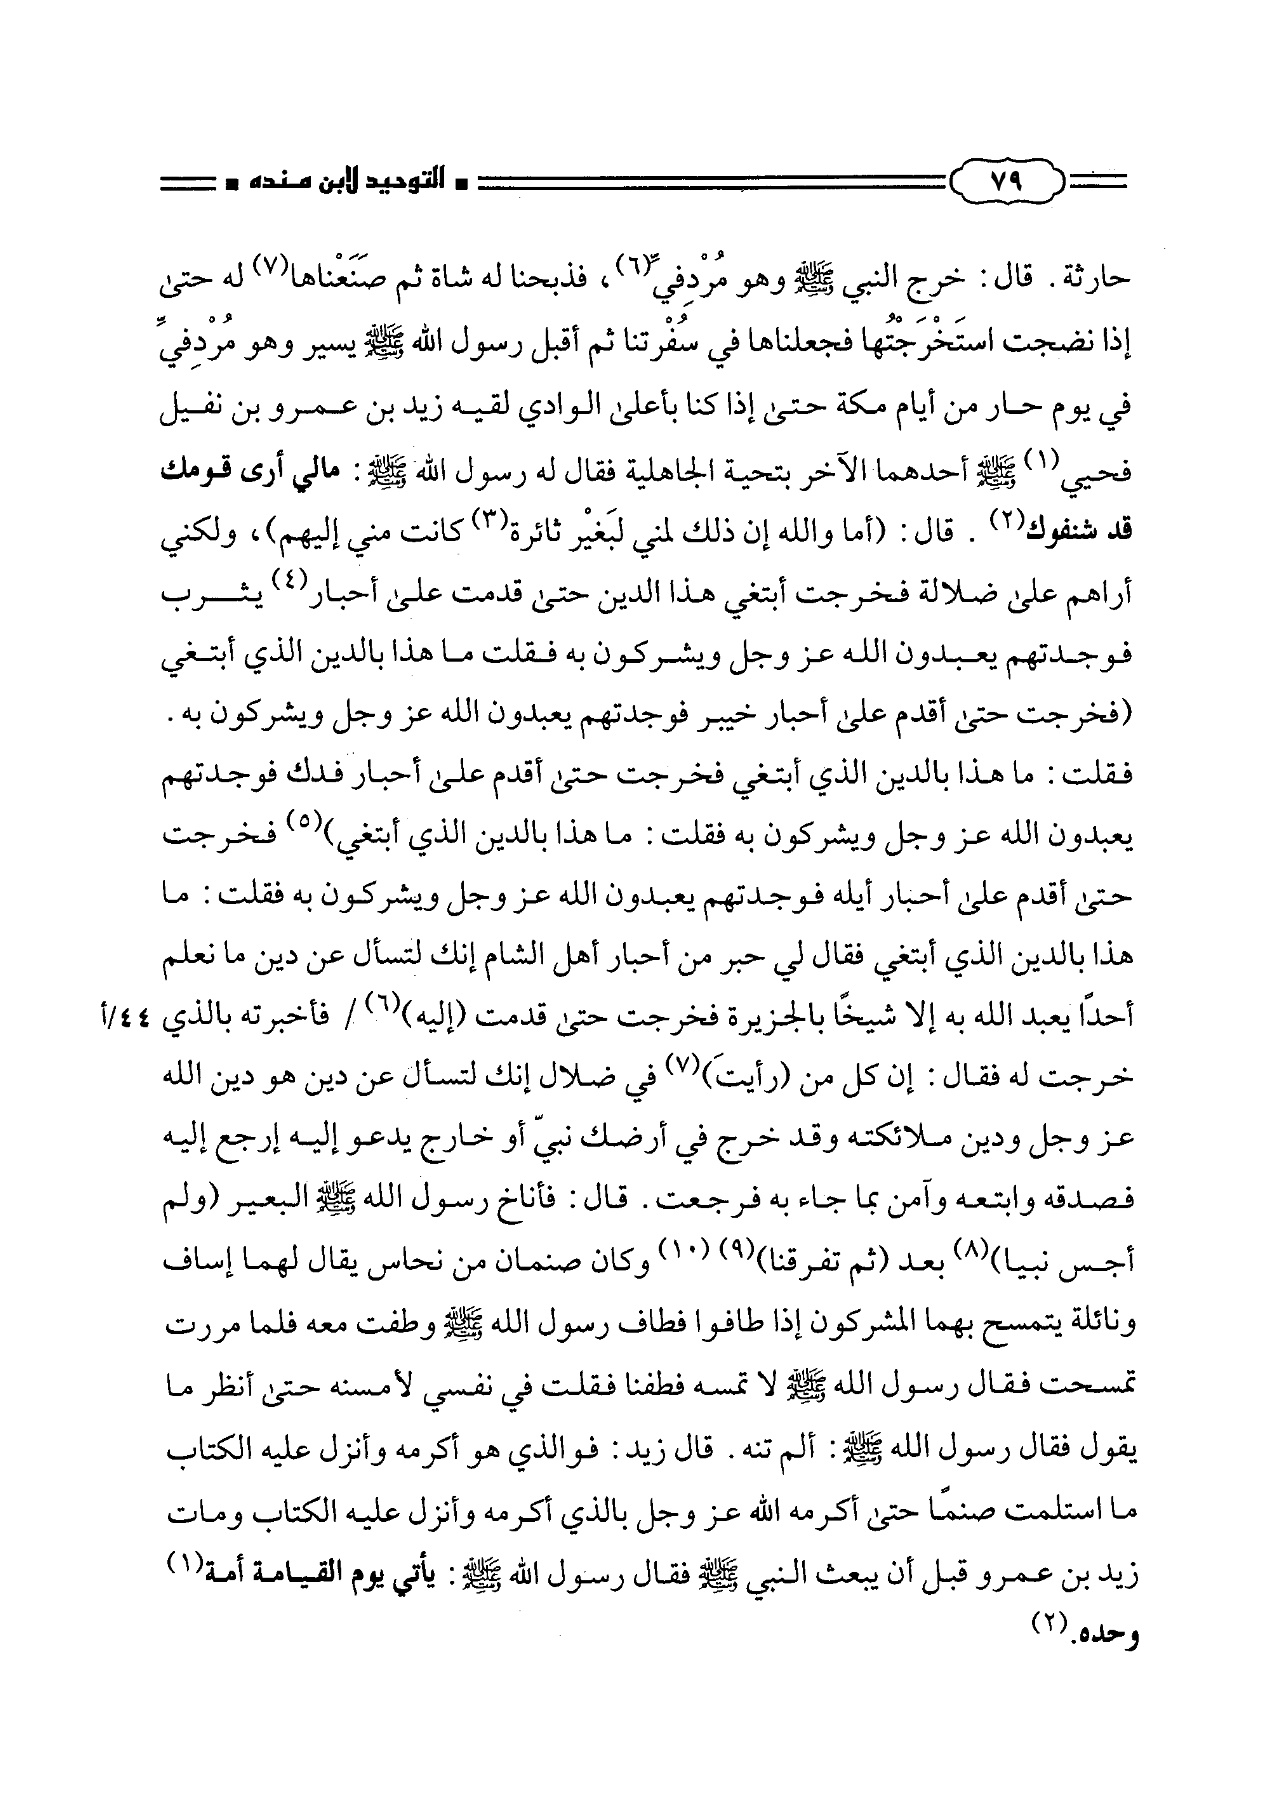 ٧٩ التوحيد لابن منده
حارثة . قال : خرج النبي ﷺ وهو مُرْدِفيّ(٦) ، فذبحنا له شاة ثم صَنَعْناها(٧) له حتىٰ
إذا نضجت استَخْرَجْتُها فجعلناها في سُفْرتنا ثم أقبل رسول الله ﷺ يسير وهو مُرْدِفيِّ
في يوم حار من أيام مكة حتىٰ إذا كنا بأعلىٰ الوادي لقيه زيد بن عمرو بن نفيل
فحيي(١) ﷺ أحدهما الآخر بتحية الجاهلية فقال له رسول الله ﷺ : مالي أرى قومك
قد شنفوك(٢) . قال : (أما والله إن ذلك لمني لَبَغْير ثائرة(٣) كانت مني إليهم) ، ولكني
أراهم علىٰ ضلالة فخرجت أبتغي هذا الدين حتىٰ قدمت علىٰ أحبار(٤) يثرب
فوجدتهم يعبدون الله عز وجل ويشركون به فقلت ما هذا بالدين الذي أبتغي
(فخرجت حتىٰ أقدم علىٰ أحبار خيبر فوجدتهم يعبدون الله عز وجل ويشركون به .
فقلت : ما هذا بالدين الذي أبتغي فخرجت حتىٰ أقدم علىٰ أحبار فدك فوجدتهم
يعبدون الله عز وجل ويشركون به فقلت : ما هذا بالدين الذي أبتغي)(٥) فخرجت
حتىٰ أقدم علىٰ أحبار أيله فوجدتهم يعبدون الله عز وجل ويشركون به فقلت : ما
هذا بالدين الذي أبتغي فقال لي حبر من أحبار أهل الشام إنك لتسأل عن دين ما نعلم
أحدًا يعبد الله به إلا شيخًا بالجزيرة فخرجت حتىٰ قدمت (إليه)(٦) / فأخبرته بالذي ٤٤/أ
خرجت له فقال : إن كل من (رأيتَ)(٧) في ضلال إنك لتسأل عن دين هو دين الله
عز وجل ودين ملائكته وقد خرج في أرضك نبيّ أو خارج يدعو إليه إرجع إليه
فصدقه وابتعه وآمن بما جاء به فرجعت . قال : فأناخ رسول الله ﷺ البعير (ولم
أجس نبيا)(٨) بعد (ثم تفرقنا)(٩) (١٠) وكان صنمان من نحاس يقال لهما إساف
ونائلة يتمسح بهما المشركون إذا طافوا فطاف رسول الله ﷺ وطفت معه فلما مررت
تمسحت فقال رسول الله ﷺ لا تمسه فطفنا فقلت في نفسي لأمسنه حتىٰ أنظر ما
يقول فقال رسول الله ﷺ : ألم تنه . قال زيد : فوالذي هو أكرمه وأنزل عليه الكتاب
ما استلمت صنمًا حتىٰ أكرمه الله عز وجل بالذي أكرمه وأنزل عليه الكتاب ومات
زيد بن عمرو قبل أن يبعث النبي ﷺ فقال رسول الله ﷺ : يأتي يوم القيامة أمة(١)
وحده.(٢)